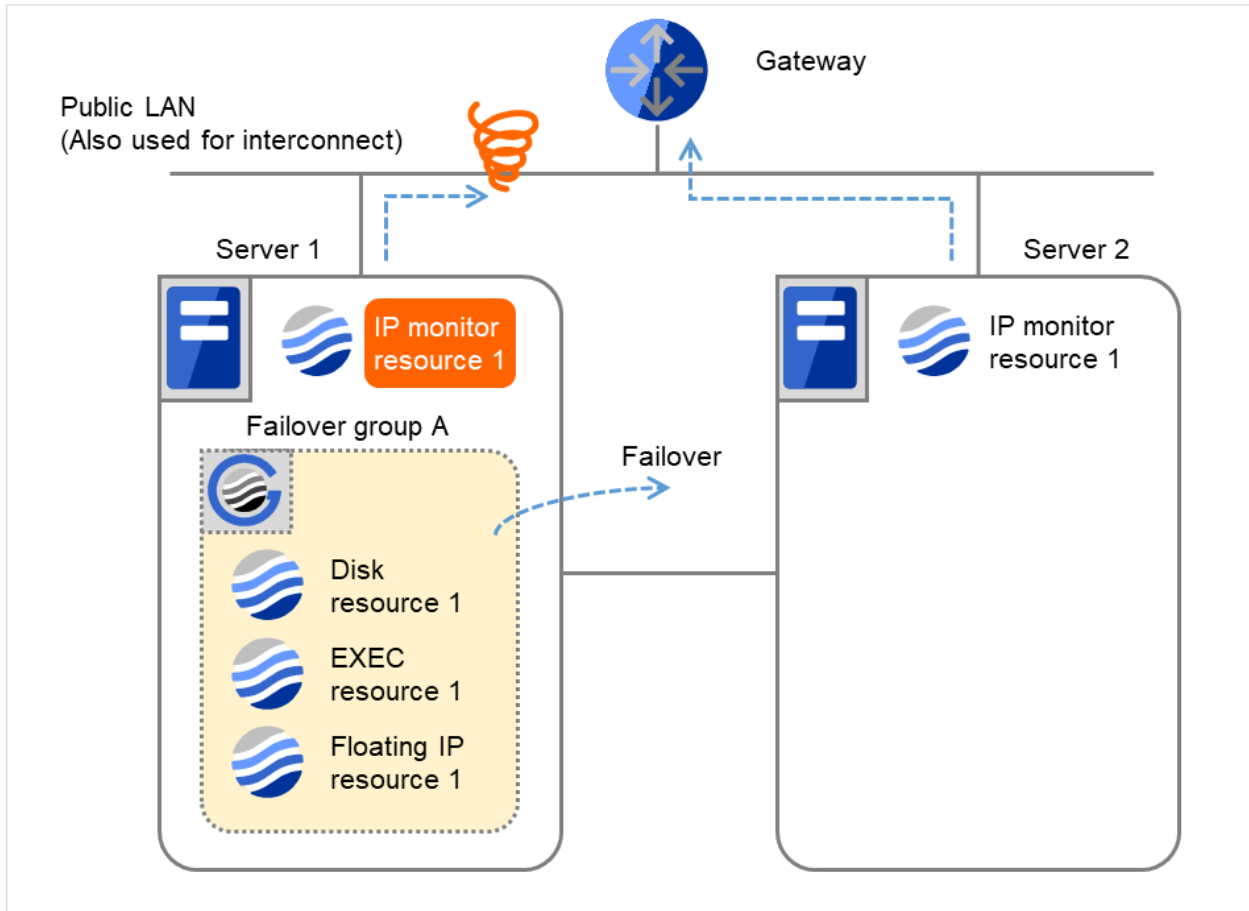 Gateway
Public LAN
(Also used for interconnect)
Server 1
Server 2
IP monitor
resource 1
IP monitor
resource 1
Failover group A
Failover
Disk
resource 1
EXEC
resource 1
Floating IP
resource 1